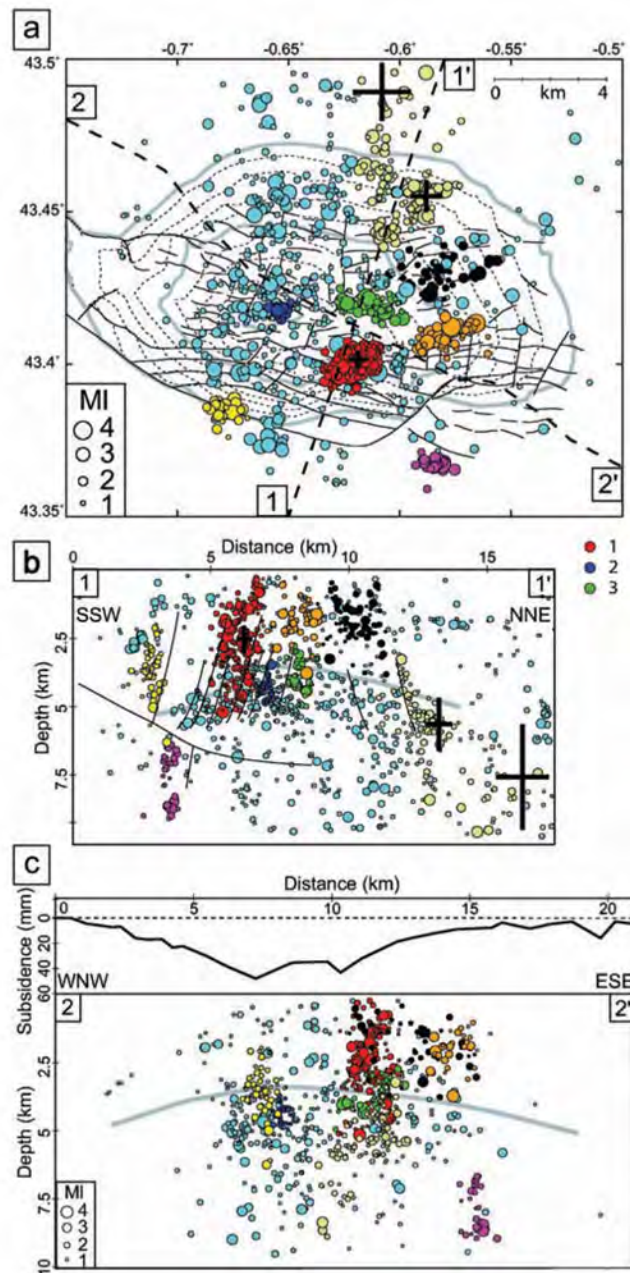 a
-0.7° -0.65° -0.6° -0.55° -0.5°
43.5°
1'
2
0 4
km
43.45°
43.4°
MI
4
3
2
1
1
2'
43.35°
b
Distance (km)
0 5 10 15
1 1'
SSW NNE
2.5
5
7.5
Depth (km)
1
2
3
c
Distance (km)
0 5 10 15 20
0
20
40
60
Subsidence (mm)
WNW ESE
2 2'
2.5
5
7.5
10
Depth (km)
MI
4
3
2
1